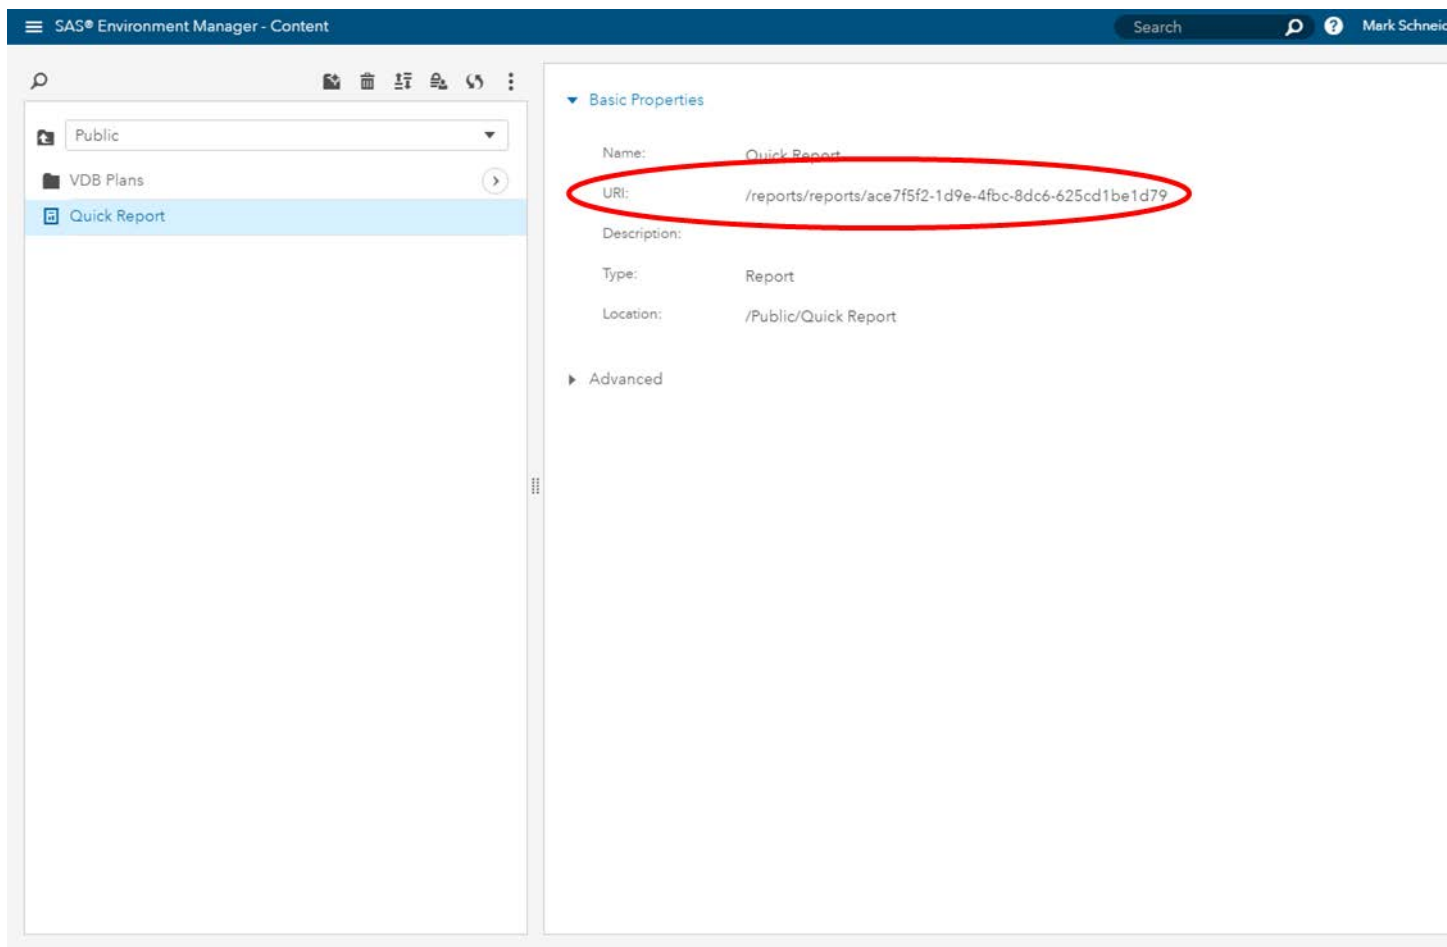 SAS® Environment Manager - Content
Search
Mark Schneid
Public
VDB Plans
Quick Report
Basic Properties
Name: Quick Report
URI: /reports/reports/ace7f5f2-1d9e-4fbc-8dc6-625cd1be1d79
Description:
Type: Report
Location: /Public/Quick Report
Advanced